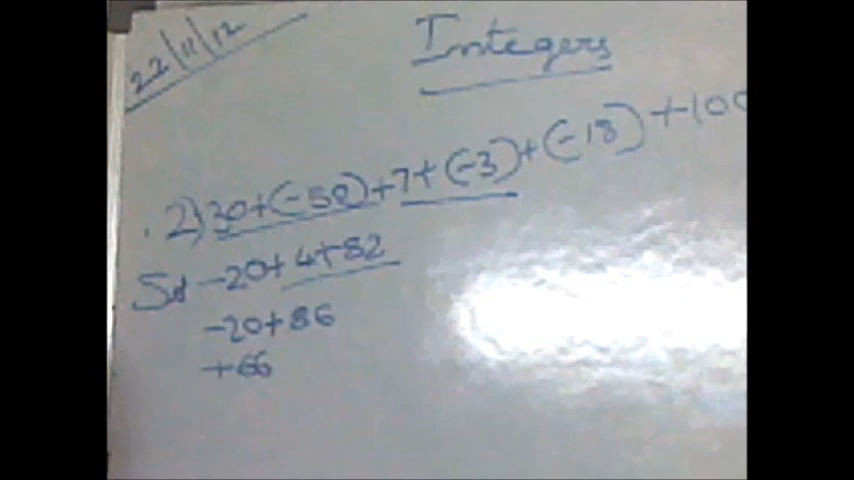 22/11/12
Integers
2) 30+(-50)+7+(-3)+(-18)+100
Sol -20+4+82
-20+86
+66